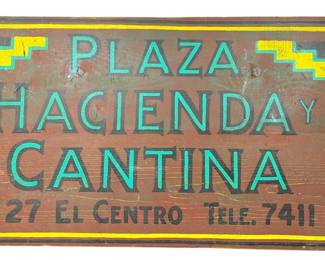 PLAZA
HACIENDA Y
CANTINA
27 EL CENTRO TELE. 7411